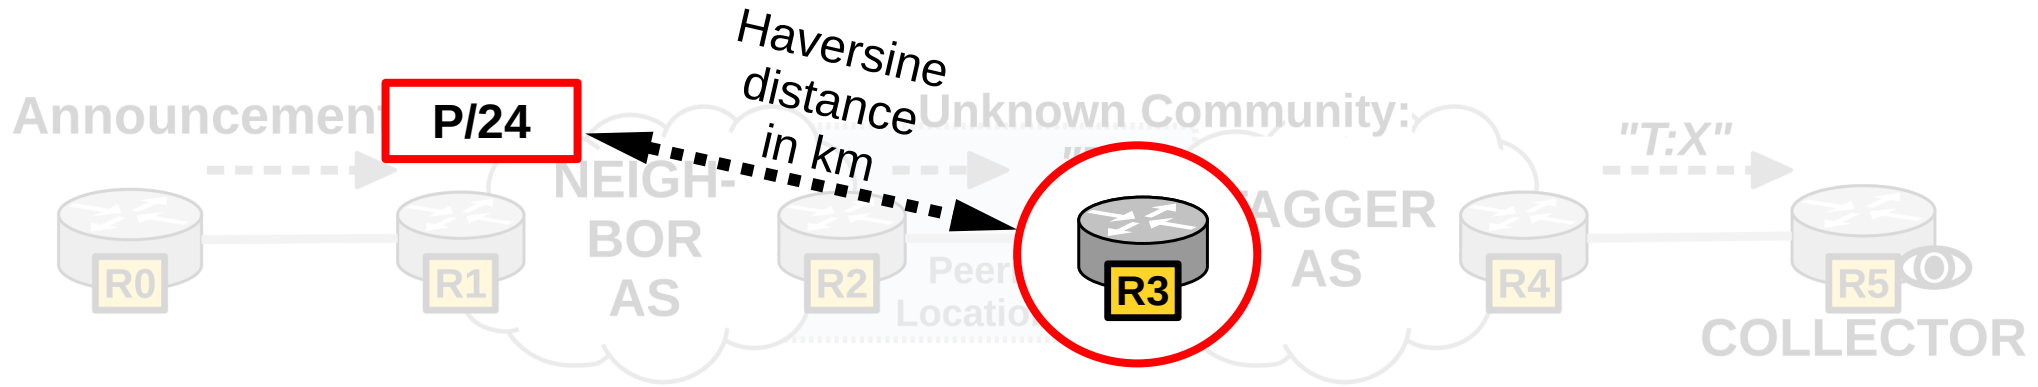 Haversine
distance
in km
Announcement
P/24
Unknown Community:
"T:X"
NEIGH-
BOR
AS
AGGER
AS
Peer
Location
R0
R1
R2
R3
R4
R5
COLLECTOR